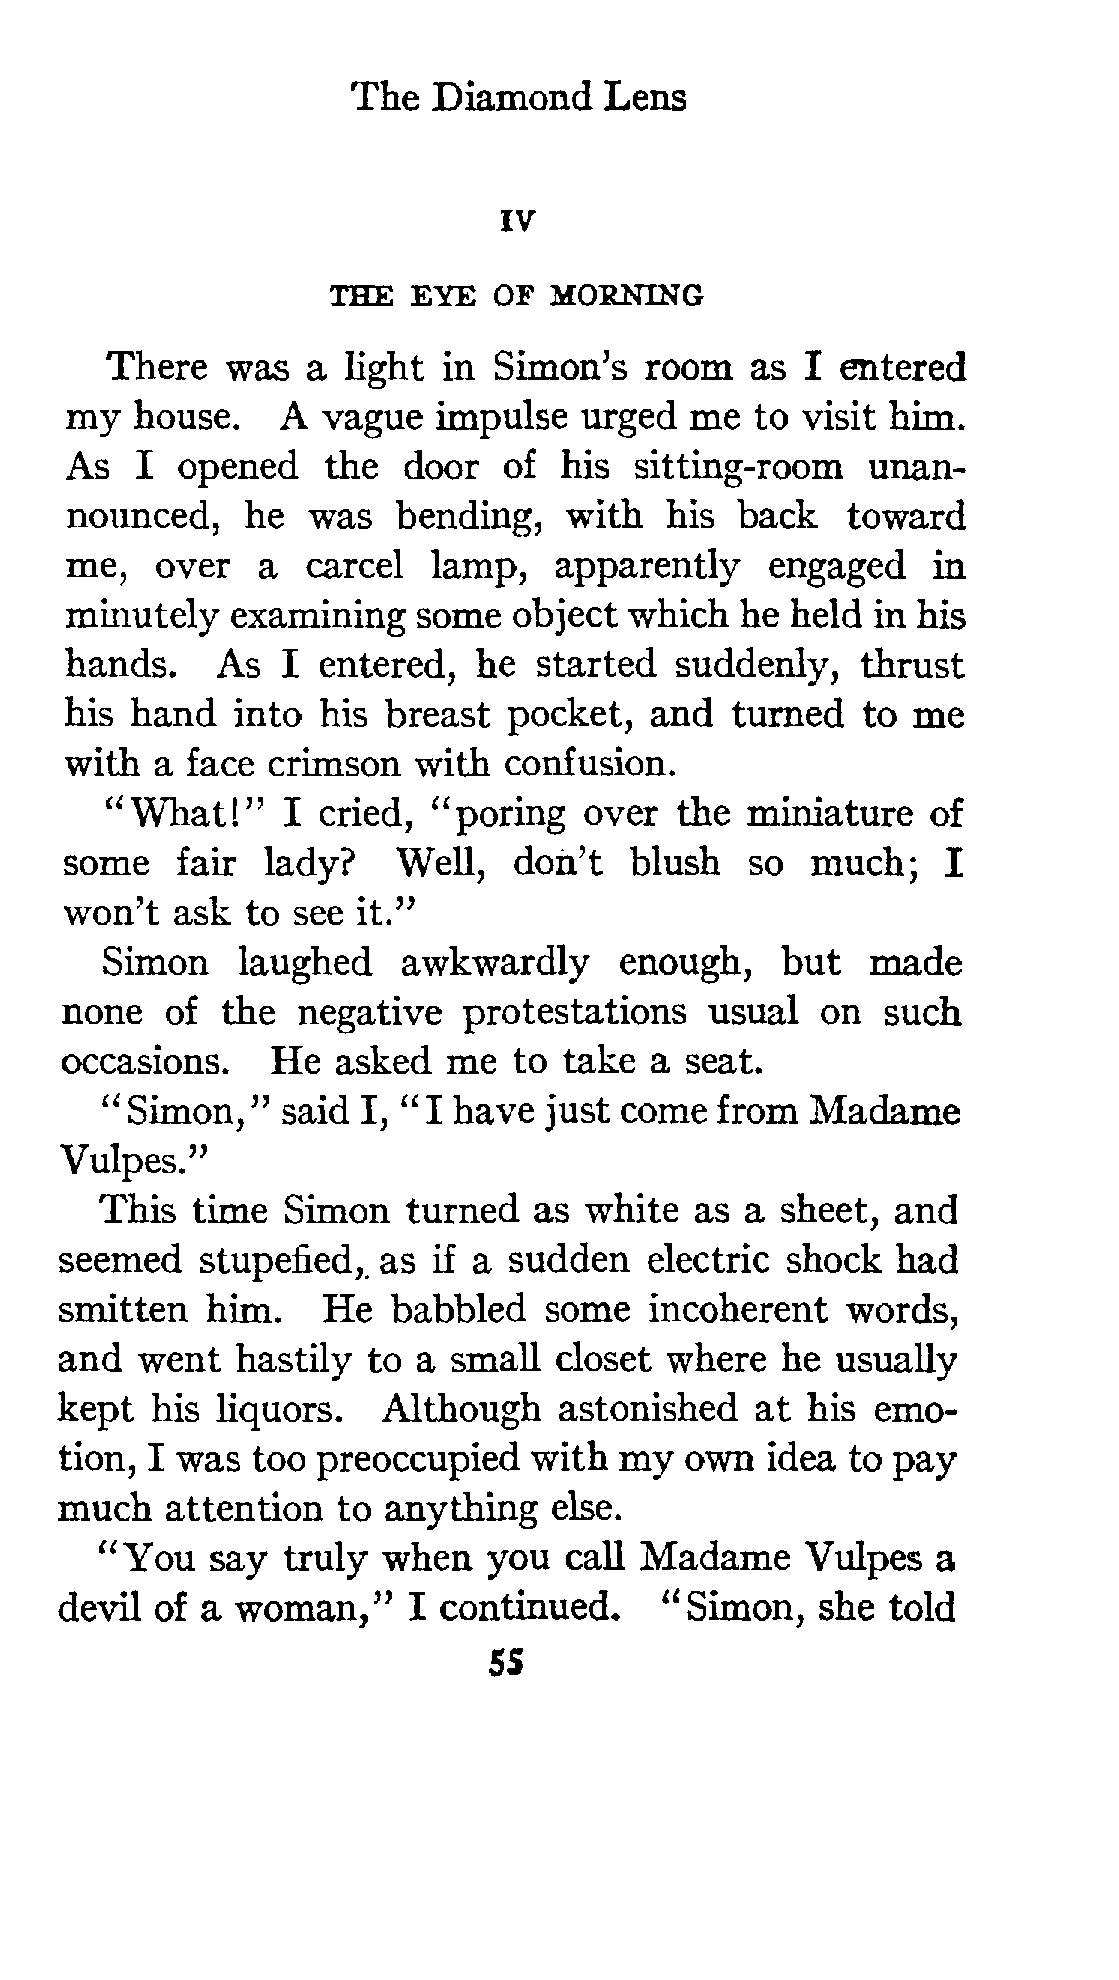 The Diamond Lens
IV
THE EYE OF MORNING
There was a light in Simon's room as I entered
my house. A vague impulse urged me to visit him.
As I opened the door of his sitting-room unan-
nounced, he was bending, with his back toward
me, over a carcel lamp, apparently engaged in
minutely examining some object which he held in his
hands. As I entered, he started suddenly, thrust
his hand into his breast pocket, and turned to me
with a face crimson with confusion.
"What!" I cried, "poring over the miniature of
some fair lady? Well, don't blush so much; I
won't ask to see it."
Simon laughed awkwardly enough, but made
none of the negative protestations usual on such
occasions. He asked me to take a seat.
"Simon," said I, "I have just come from Madame
Vulpes."
This time Simon turned as white as a sheet, and
seemed stupefied, as if a sudden electric shock had
smitten him. He babbled some incoherent words,
and went hastily to a small closet where he usually
kept his liquors. Although astonished at his emo-
tion, I was too preoccupied with my own idea to pay
much attention to anything else.
"You say truly when you call Madame Vulpes a
devil of a woman," I continued. "Simon, she told
55